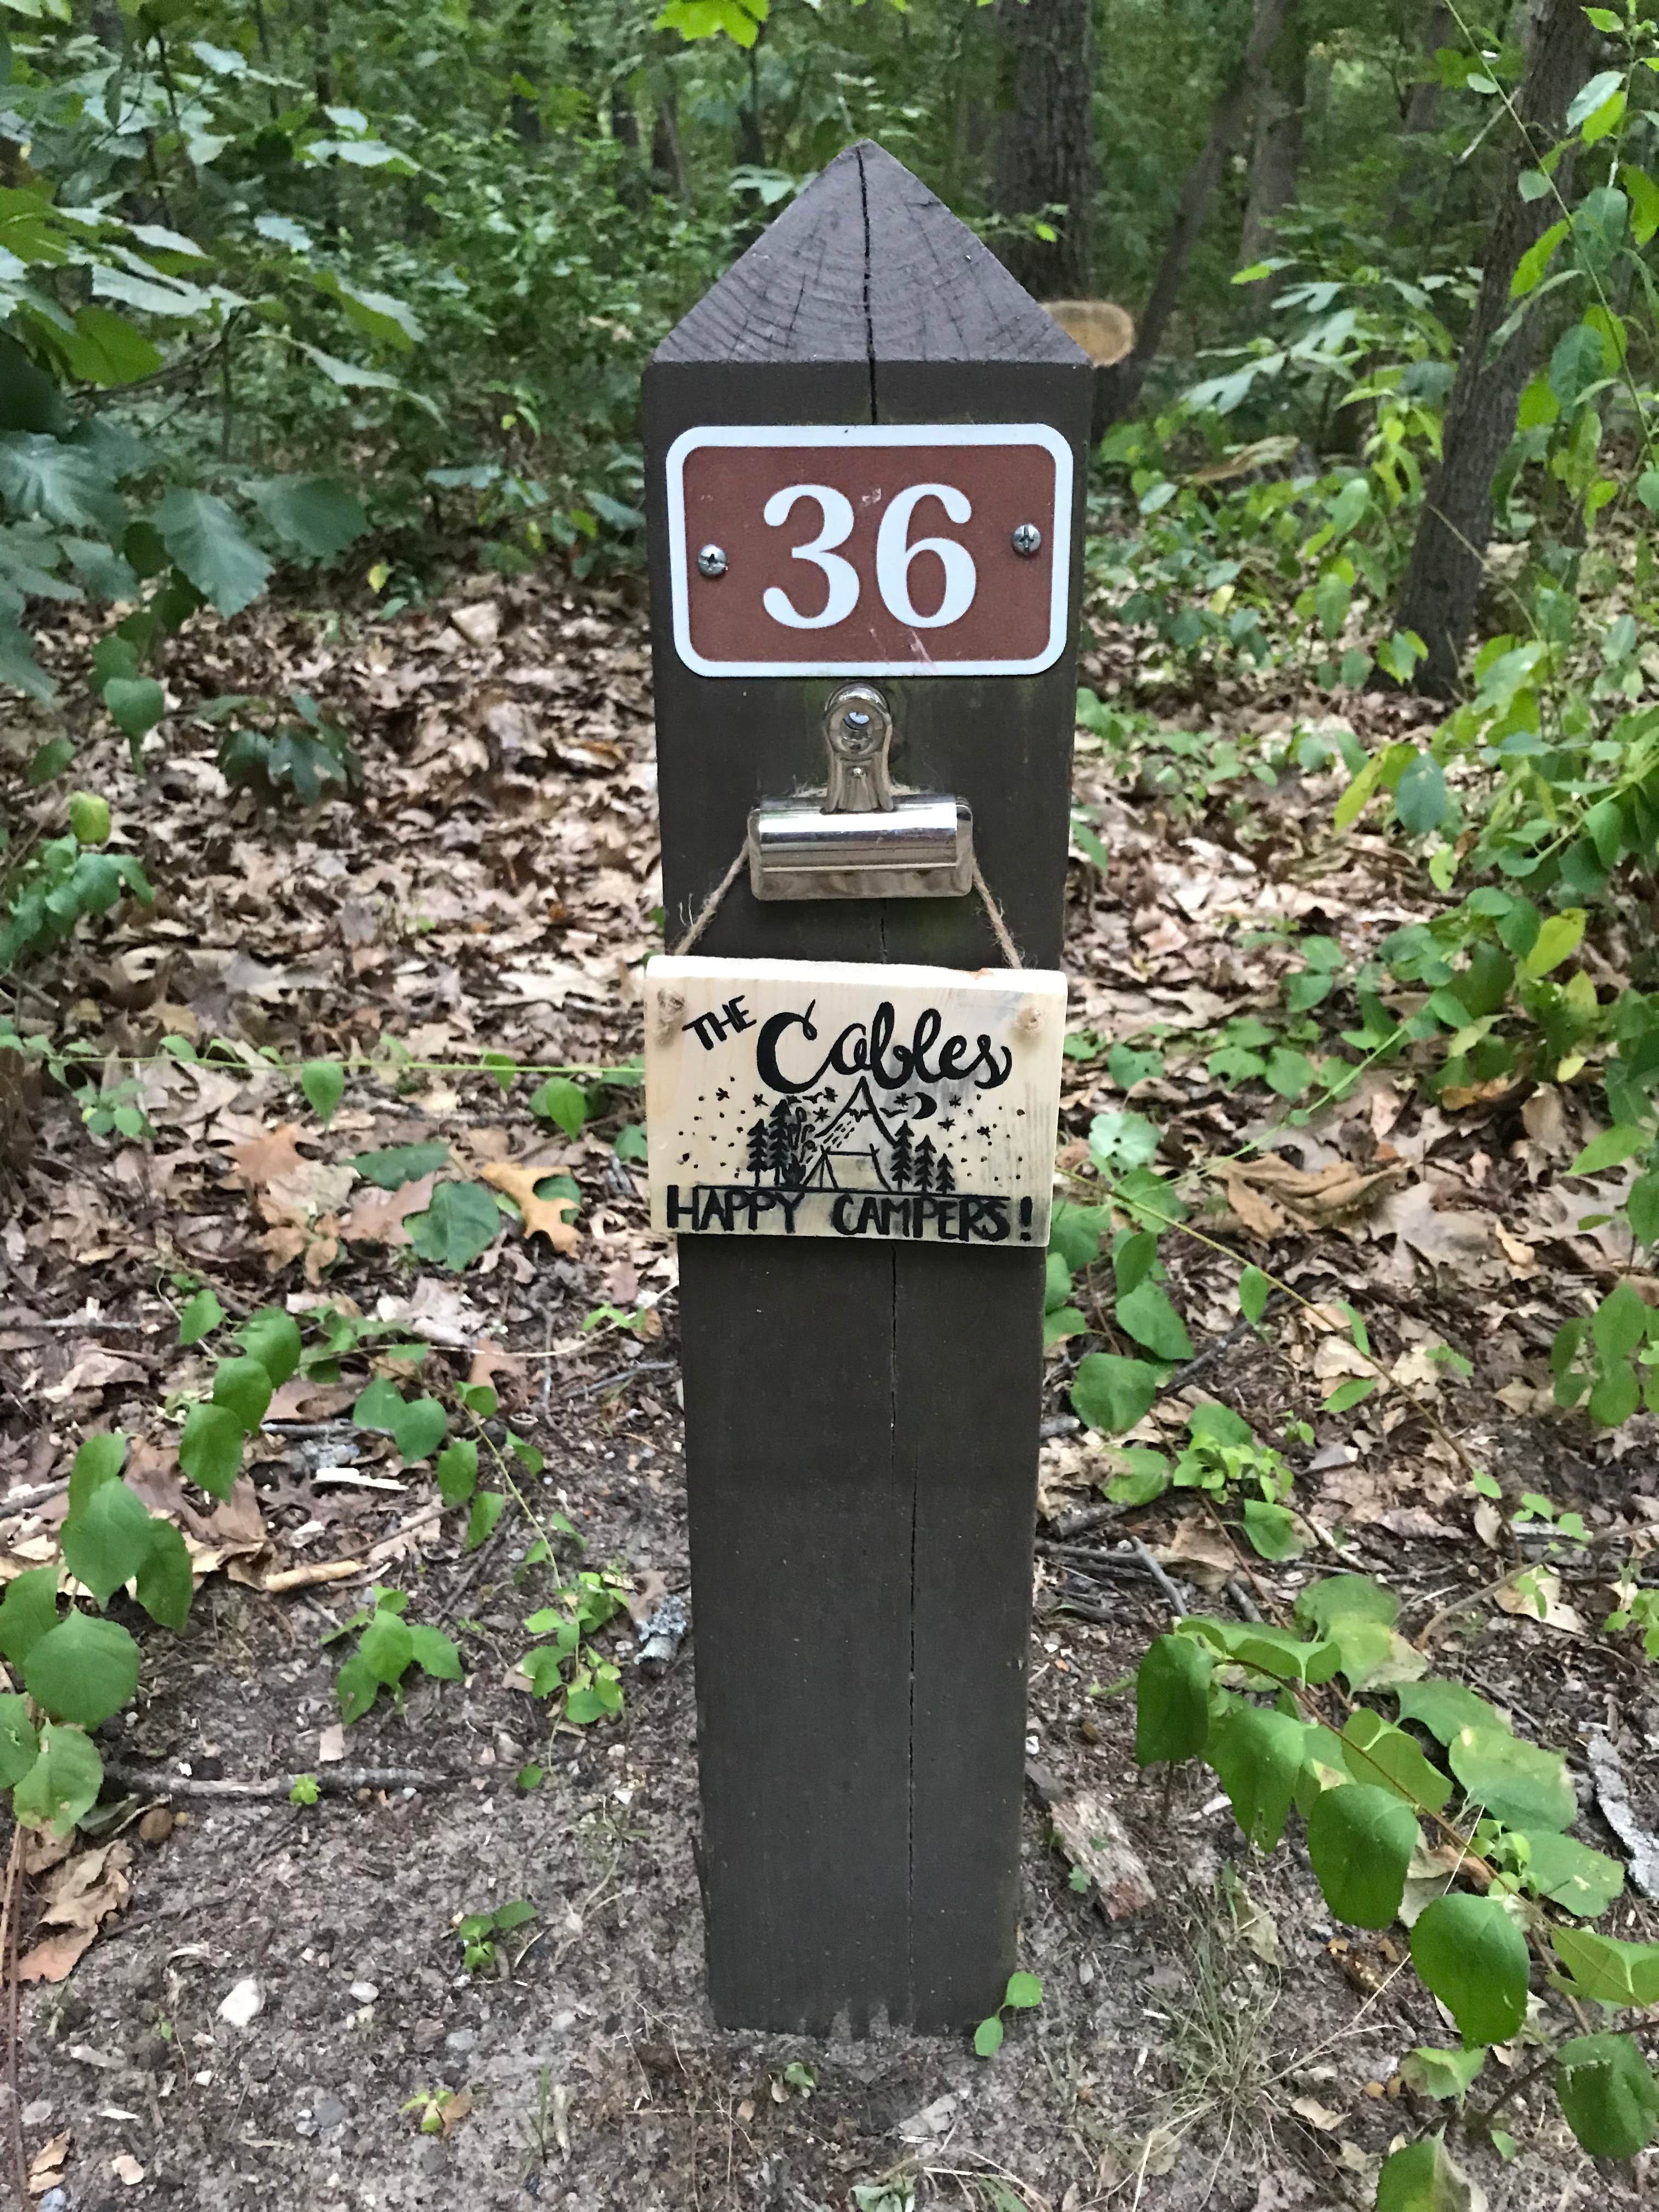 36
THE Cables
HAPPY CAMPERS!